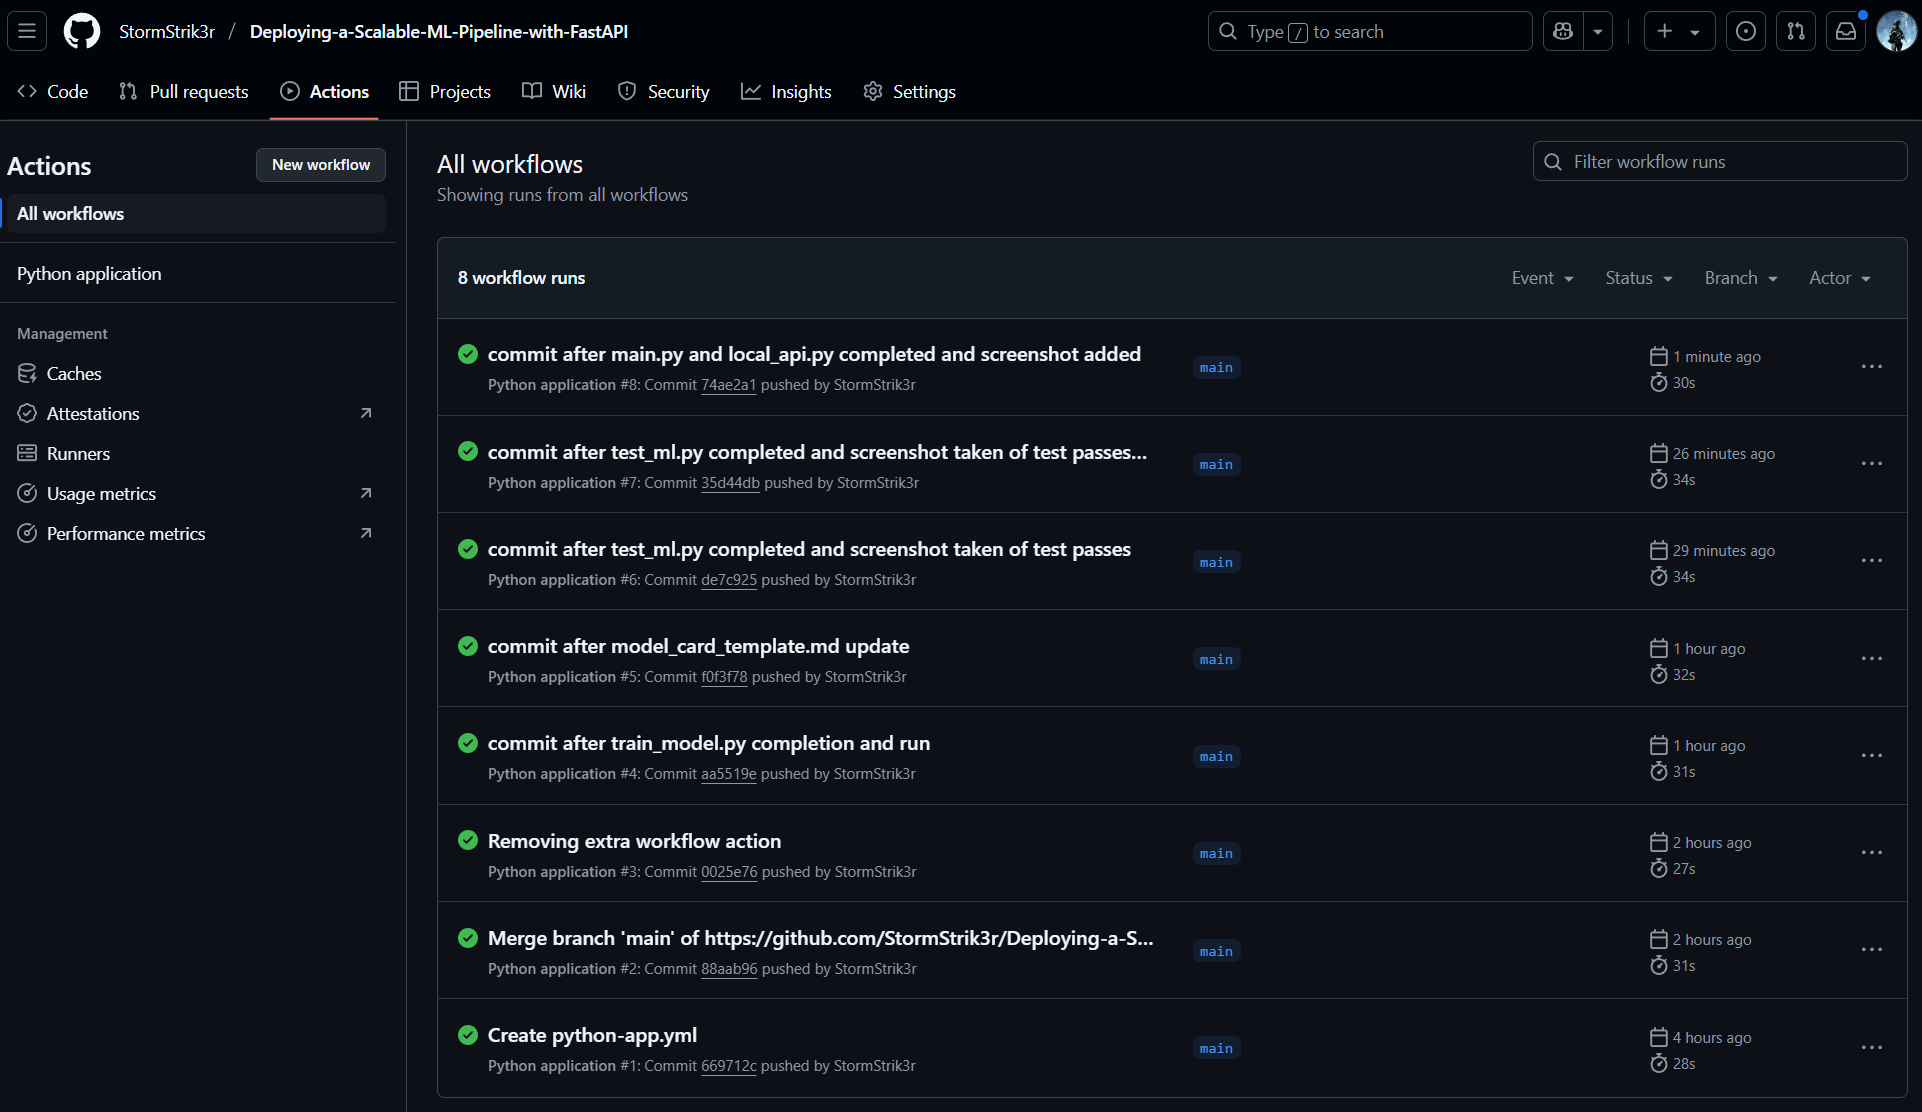 StormStrik3r / Deploying-a-Scalable-ML-Pipeline-with-FastAPI
Type / to search
Code
Pull requests
Actions
Projects
Wiki
Security
Insights
Settings
Actions
New workflow
All workflows
Python application
Management
Caches
Attestations
Runners
Usage metrics
Performance metrics
All workflows
Showing runs from all workflows
Filter workflow runs
8 workflow runs
Event
Status
Branch
Actor
commit after main.py and local_api.py completed and screenshot added
Python application #8: Commit 74ae2a1 pushed by StormStrik3r
main
1 minute ago
30s
commit after test_ml.py completed and screenshot taken of test passes...
Python application #7: Commit 35d44db pushed by StormStrik3r
main
26 minutes ago
34s
commit after test_ml.py completed and screenshot taken of test passes
Python application #6: Commit de7c925 pushed by StormStrik3r
main
29 minutes ago
34s
commit after model_card_template.md update
Python application #5: Commit f0f3f78 pushed by StormStrik3r
main
1 hour ago
32s
commit after train_model.py completion and run
Python application #4: Commit aa5519e pushed by StormStrik3r
main
1 hour ago
31s
Removing extra workflow action
Python application #3: Commit 0025e76 pushed by StormStrik3r
main
2 hours ago
27s
Merge branch 'main' of https://github.com/StormStrik3r/Deploying-a-S...
Python application #2: Commit 88aab96 pushed by StormStrik3r
main
2 hours ago
31s
Create python-app.yml
Python application #1: Commit 669712c pushed by StormStrik3r
main
4 hours ago
28s